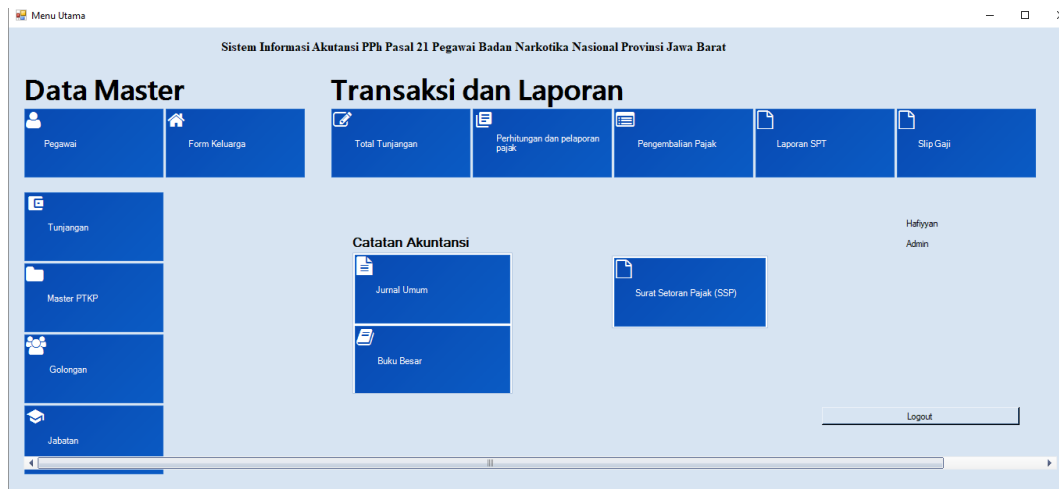 Menu Utama
Sistem Informasi Akutansi PPh Pasal 21 Pegawai Badan Narkotika Nasional Provinsi Jawa Barat
Data Master
Transaksi dan Laporan
Pegawai
Form Keluarga
Total Tunjangan
Perhitungan dan pelaporan
pajak
Pengembalian Pajak
Laporan SPT
Slip Gaji
Tunjangan
Master PTKP
Golongan
Jabatan
Catatan Akuntansi
Jurnal Umum
Buku Besar
Surat Setoran Pajak (SSP)
Hafiyyan
Admin
Logout